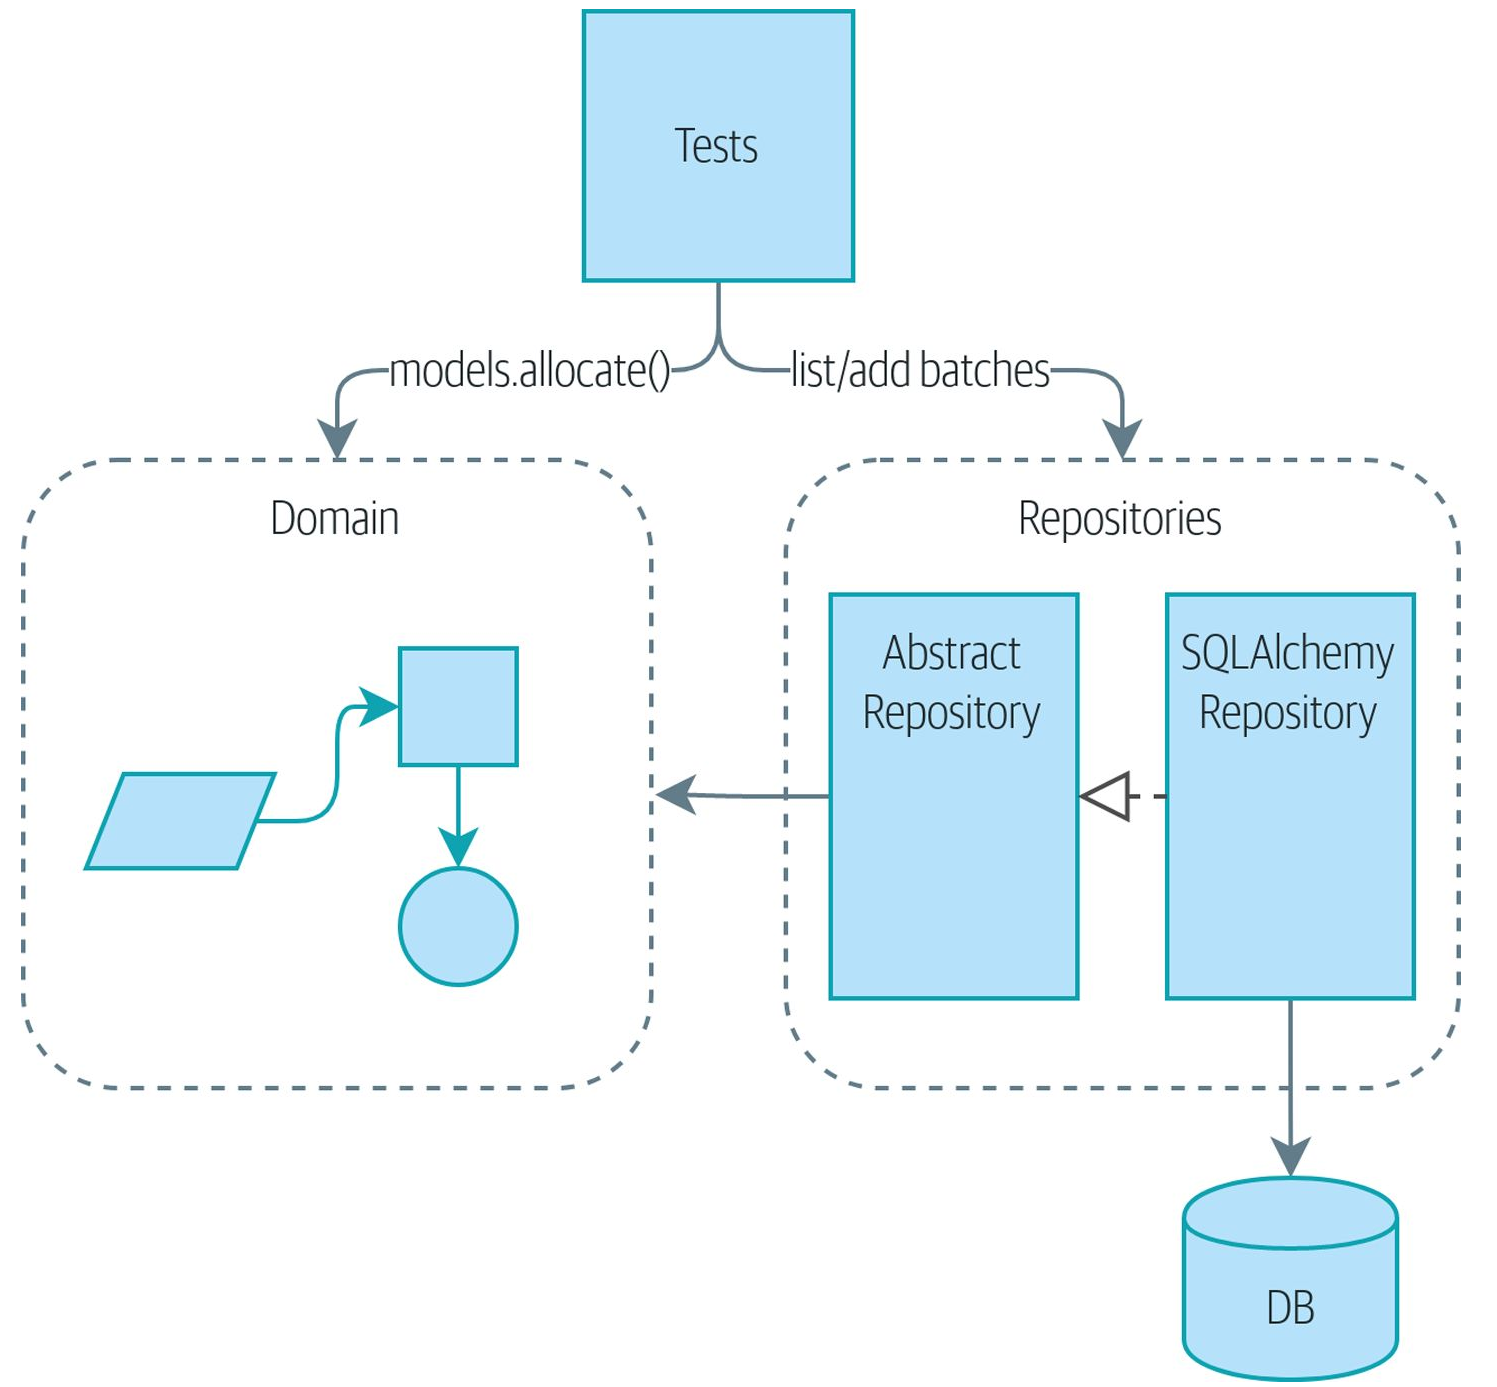 Tests
models.allocate()
list/add batches
Domain
Repositories
Abstract
Repository
SQLAlchemy
Repository
DB